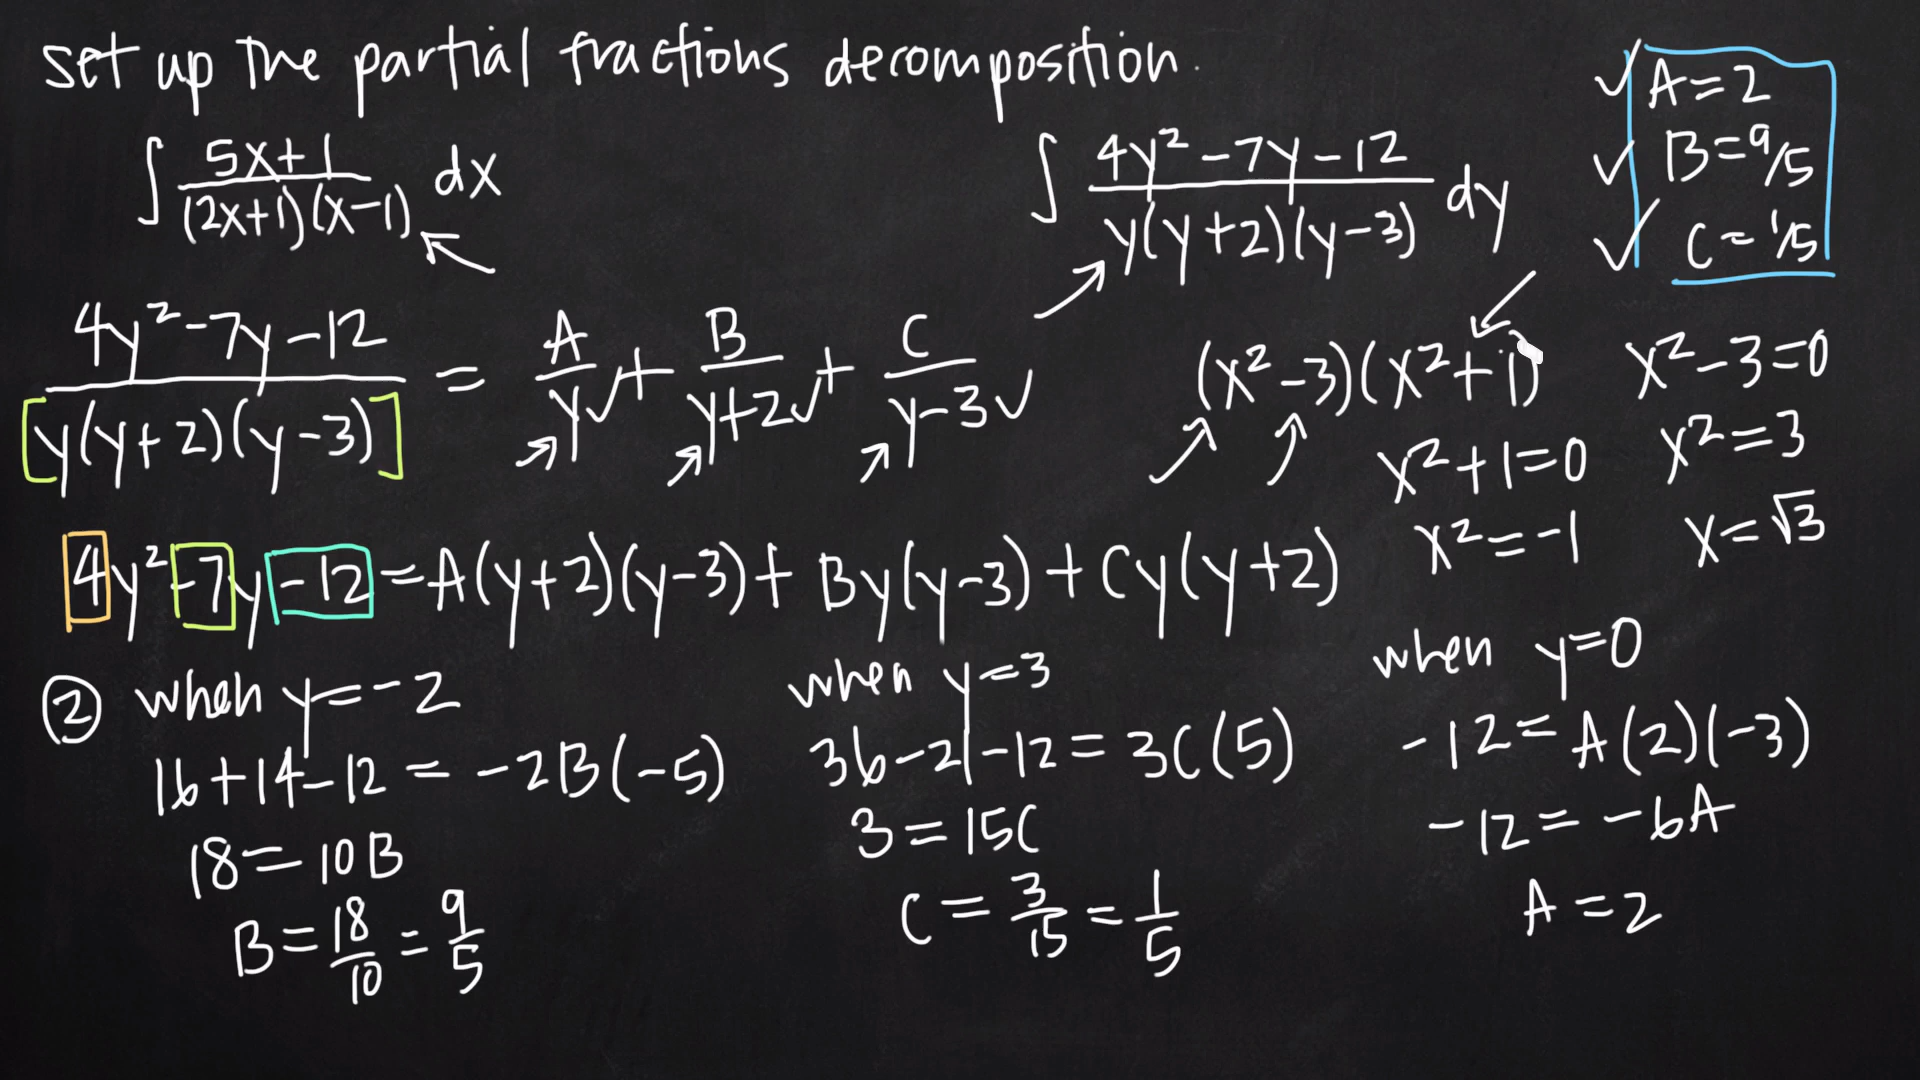 set up the partial fractions decomposition.
∫ 5x+1 / (2x+1)(x-1) dx
∫ 4y² - 7y - 12 / y(y+2)(y-3) dy
A = 2
B = 9/5
C = 1/5
4y² - 7y - 12 / [y(y+2)(y-3)] = A/y + B/y+2 + C/y-3
(x² - 3)(x² + 1)
x² + 1 = 0
x² = -1
x² - 3 = 0
x² = 3
x = √3
4y² - 7y - 12 = A(y+2)(y-3) + By(y-3) + Cy(y+2)
② when y = -2
16 + 14 - 12 = -2B(-5)
18 = 10B
B = 18/10 = 9/5
when y = 3
36 - 21 - 12 = 3C(5)
3 = 15C
C = 3/15 = 1/5
when y = 0
-12 = A(2)(-3)
-12 = -6A
A = 2